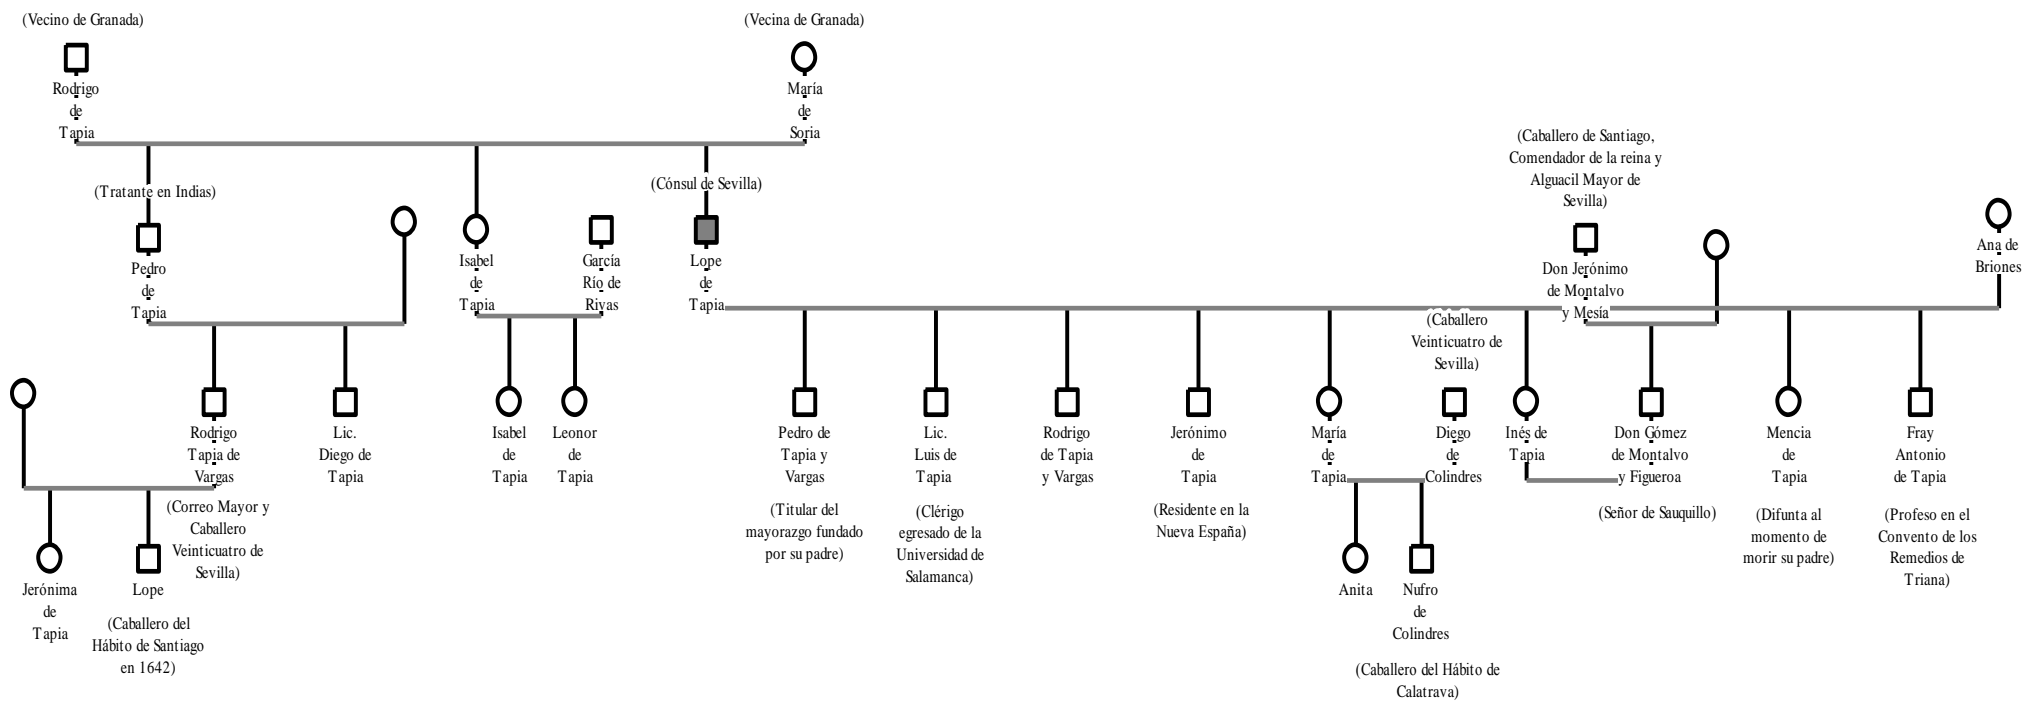 (Vecino de Granada)
Rodrigo
de
Tapia
(Vecina de Granada)
María
de
Soria
(Tratante en Indias)
Pedro
de
Tapia
Isabel
de
Tapia
García
Río de
Rivas
(Cónsul de Sevilla)
Lope
de
Tapia
(Caballero de Santiago,
Comendador de la reina y
Alguacil Mayor de
Sevilla)
Don Jerónimo
de Montalvo
y Mesía
Ana de
Briones
Rodrigo
Tapia de
Vargas
(Correo Mayor y
Caballero
Veinticuatro de
Sevilla)
Lic.
Diego de
Tapia
Isabel
de
Tapia
Leonor
de
Tapia
Pedro de
Tapia y
Vargas
(Titular del
mayorazgo fundado
por su padre)
Lic.
Luis de
Tapia
(Clérigo
egresado de la
Universidad de
Salamanca)
Rodrigo
de Tapia
y Vargas
Jerónimo
de
Tapia
(Residente en la
Nueva España)
María
de
Tapia
(Caballero
Veinticuatro de
Sevilla)
Diego
de
Colindres
Inés de
Tapia
Don Gómez
de Montalvo
y Figueroa
(Señor de Sauquillo)
Mencia
de
Tapia
(Difunta al
momento de
morir su padre)
Fray
Antonio
de Tapia
(Profeso en el
Convento de los
Remedios de
Triana)
Jerónima
de
Tapia
Lope
(Caballero del
Hábito de Santiago
en 1642)
Anita
Nufro
de
Colindres
(Caballero del Hábito de
Calatrava)